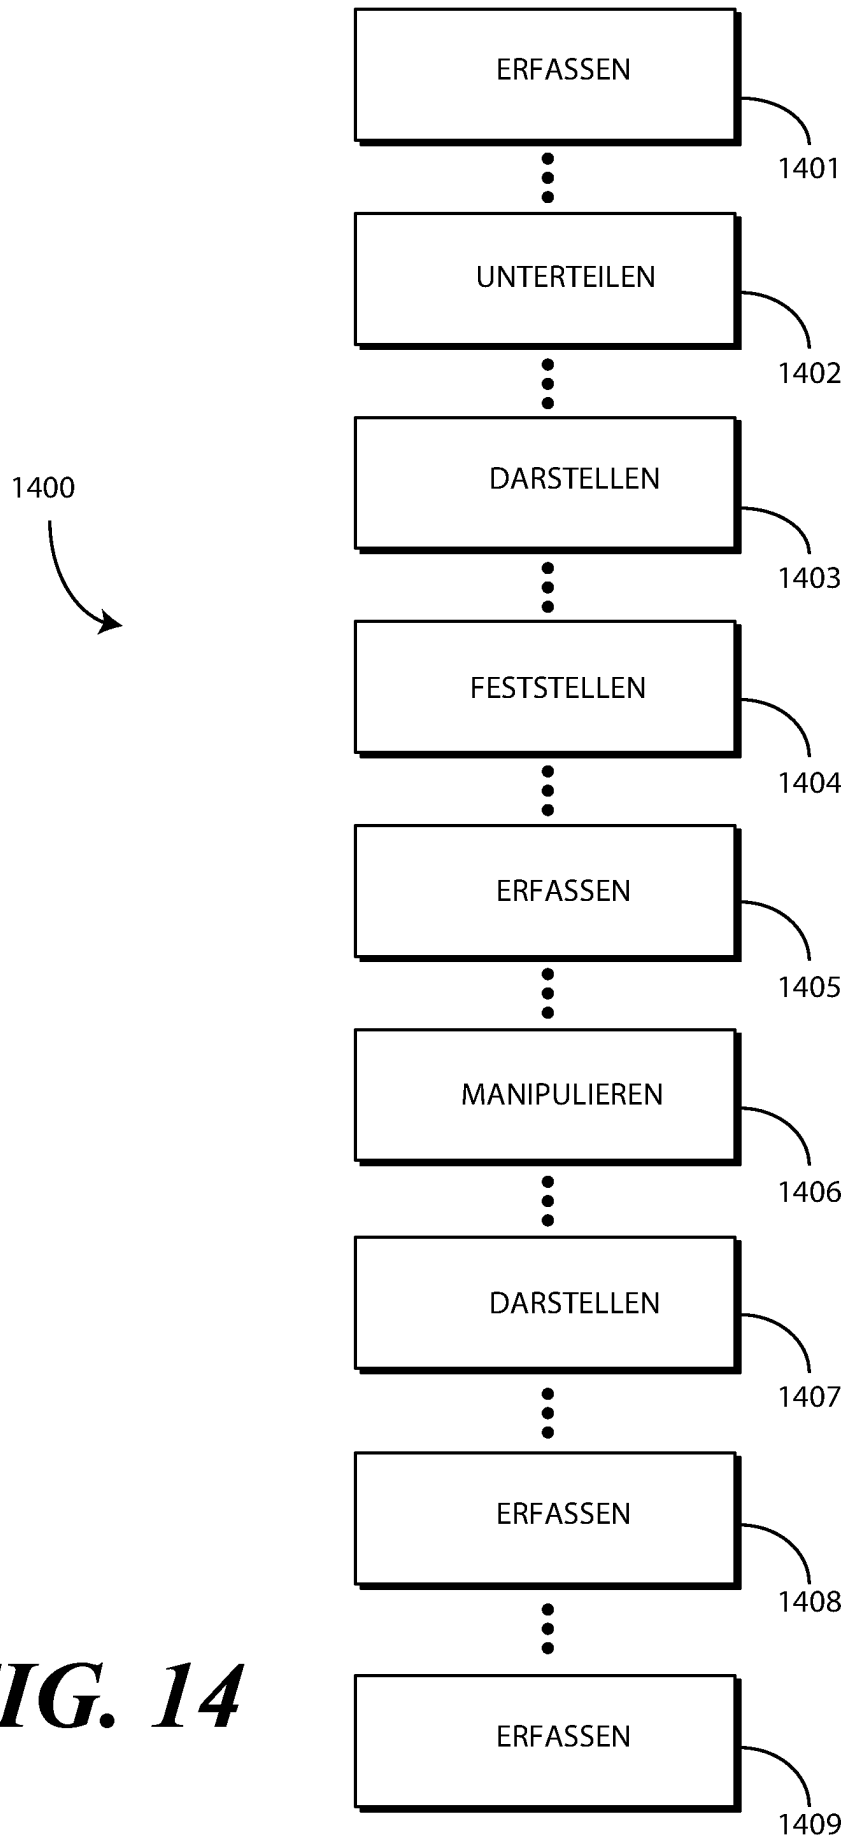 ERFASSEN
1401
UNTERTEILEN
1402
DARSTELLEN
1403
1400
FESTSTELLEN
1404
ERFASSEN
1405
MANIPULIEREN
1406
DARSTELLEN
1407
ERFASSEN
1408
IG. 14
ERFASSEN
1409